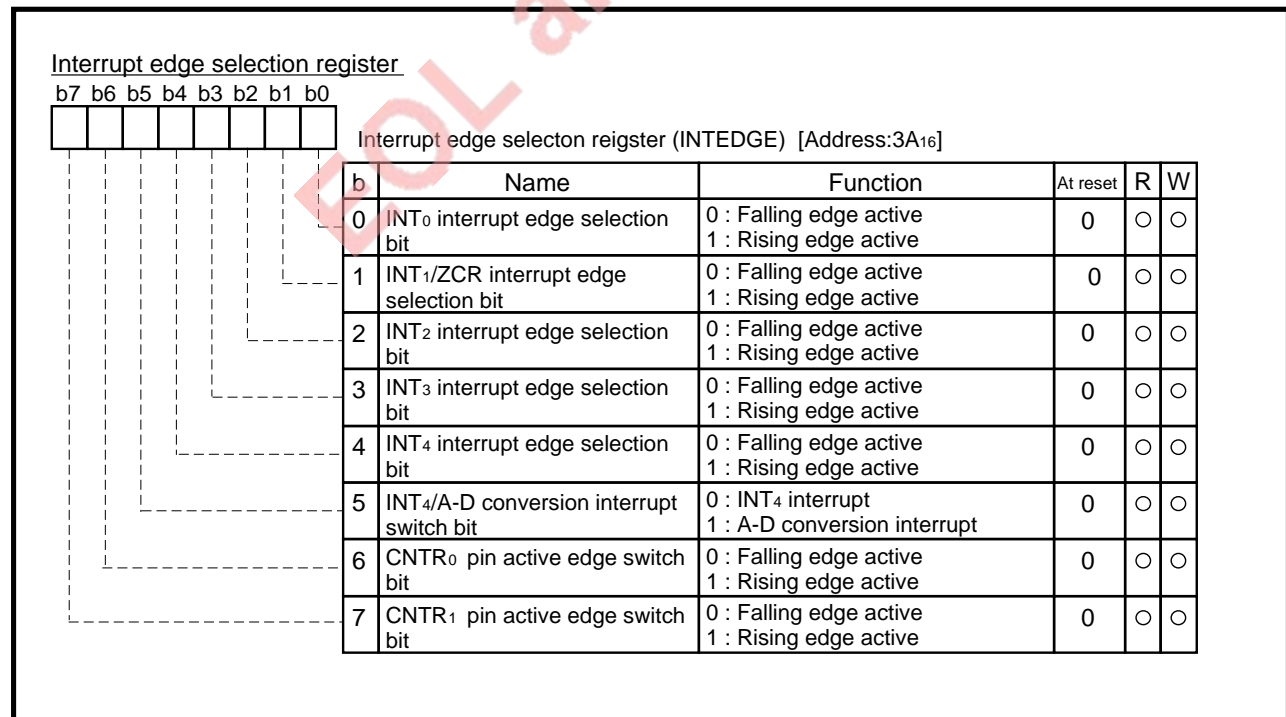 EOL a
Interrupt edge selection register
b7 b6 b5 b4 b3 b2 b1 b0
Interrupt edge selecton reigster (INTEDGE) [Address:3A16]
b Name Function At reset R W
0 INT0 interrupt edge selection bit 0 : Falling edge active 1 : Rising edge active 0 ○ ○
1 INT1/ZCR interrupt edge selection bit 0 : Falling edge active 1 : Rising edge active 0 ○ ○
2 INT2 interrupt edge selection bit 0 : Falling edge active 1 : Rising edge active 0 ○ ○
3 INT3 interrupt edge selection bit 0 : Falling edge active 1 : Rising edge active 0 ○ ○
4 INT4 interrupt edge selection bit 0 : Falling edge active 1 : Rising edge active 0 ○ ○
5 INT4/A-D conversion interrupt switch bit 0 : INT4 interrupt 1 : A-D conversion interrupt 0 ○ ○
6 CNTR0 pin active edge switch bit 0 : Falling edge active 1 : Rising edge active 0 ○ ○
7 CNTR1 pin active edge switch bit 0 : Falling edge active 1 : Rising edge active 0 ○ ○